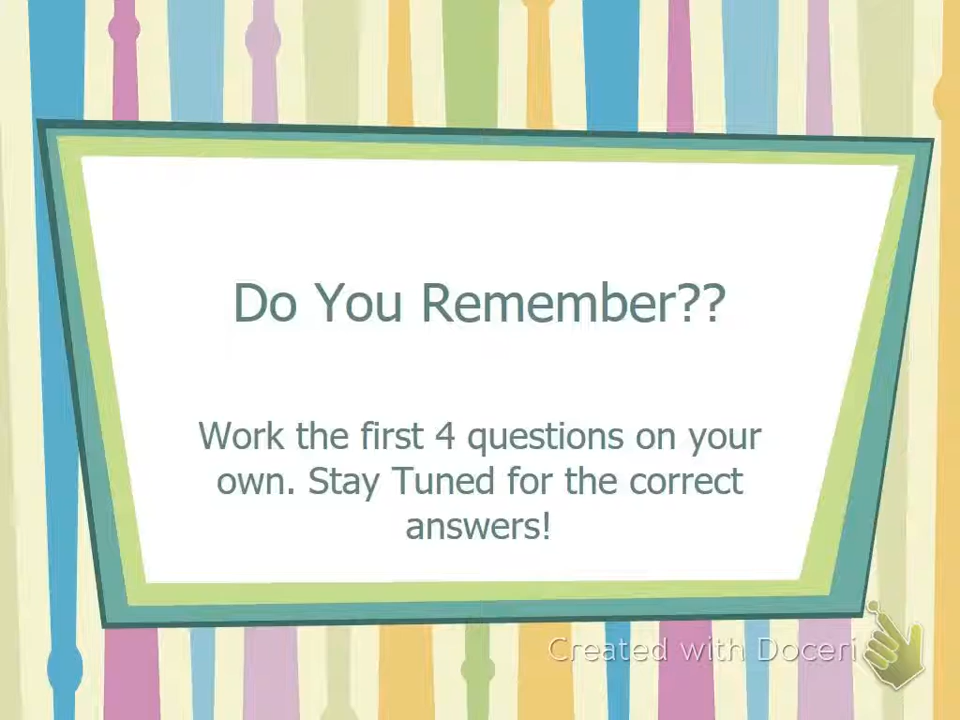 Do You Remember??
Work the first 4 questions on your
own. Stay Tuned for the correct
answers!
Created with Doceri